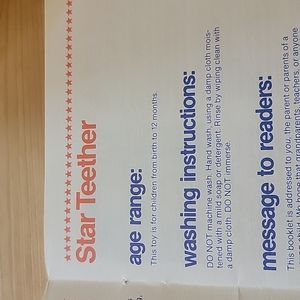 Star Teether
age range:
This toy is for children from birth to 12 months.
washing instructions:
DO NOT machine wash. Hand wash, using a damp cloth mois-
tened with a mild soap or detergent. Rinse by wiping clean with
a damp cloth. DO NOT immerse.
message to readers:
This booklet is addressed to you, the parent or parents of